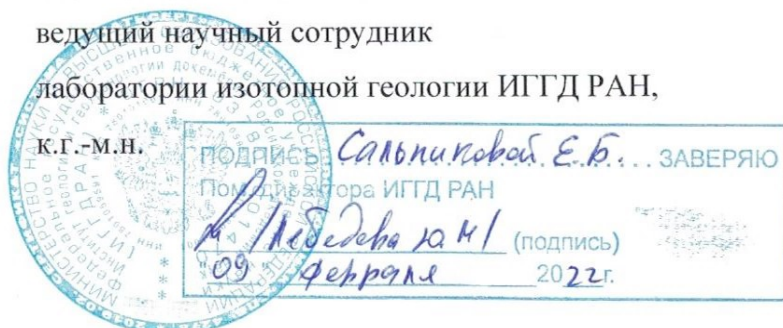 ведущий научный сотрудник
лаборатории изотопной геологии ИГГД РАН,
к.г.-м.н.
ПОДПИСЬ Сальниковой Е.Б. ЗАВЕРЯЮ
Пом. директора ИГГД РАН
/Лебедева Ю.М/ (подпись)
09 февраля 2022г.